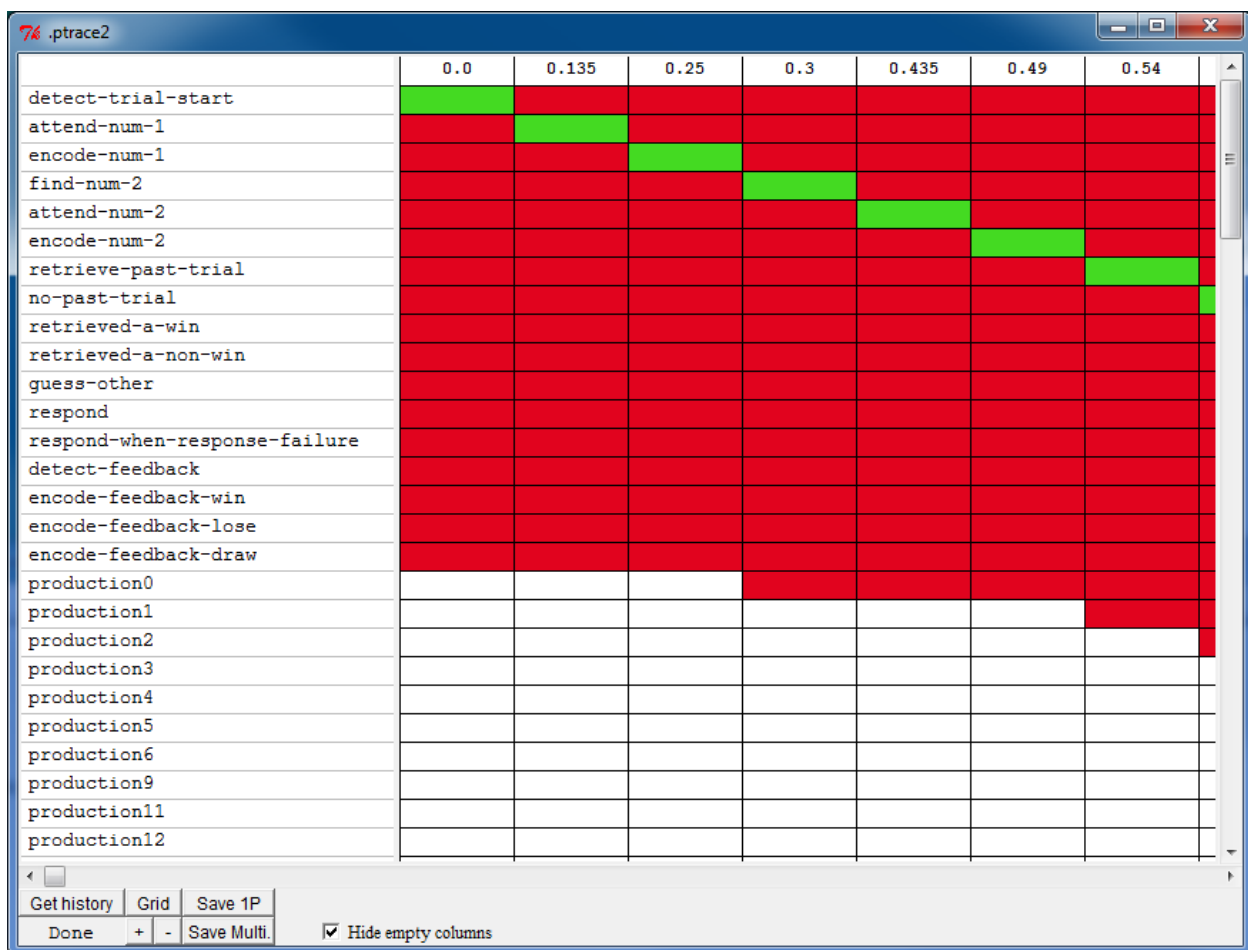 .ptrace2
0.0 0.135 0.25 0.3 0.435 0.49 0.54
detect-trial-start
attend-num-1
encode-num-1
find-num-2
attend-num-2
encode-num-2
retrieve-past-trial
no-past-trial
retrieved-a-win
retrieved-a-non-win
guess-other
respond
respond-when-response-failure
detect-feedback
encode-feedback-win
encode-feedback-lose
encode-feedback-draw
production0
production1
production2
production3
production4
production5
production6
production9
production11
production12
Get history Grid Save 1P
Done + - Save Multi. Hide empty columns